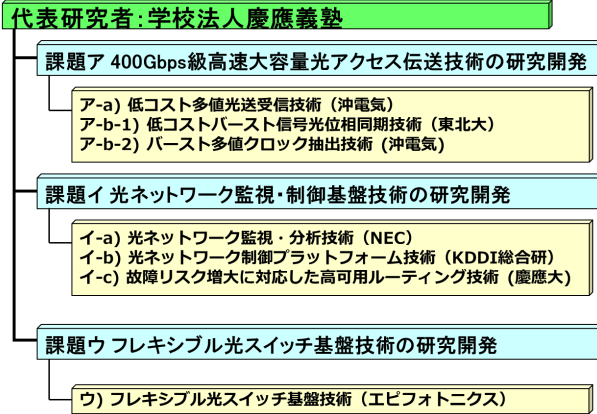 代表研究者：学校法人慶應義塾
課題ア 400Gbps級高速大容量光アクセス伝送技術の研究開発
ア-a) 低コスト多値光送受信技術（沖電気）
ア-b-1) 低コストバースト信号光位相同期技術（東北大）
ア-b-2) バースト多値クロック抽出技術 (沖電気)
課題イ 光ネットワーク監視・制御基盤技術の研究開発
イ-a) 光ネットワーク監視・分析技術（NEC）
イ-b) 光ネットワーク制御プラットフォーム技術（KDDI総合研）
イ-c) 故障リスク増大に対応した高可用ルーティング技術 (慶應大)
課題ウ フレキシブル光スイッチ基盤技術の研究開発
ウ) フレキシブル光スイッチ基盤技術（エピフォトニクス）